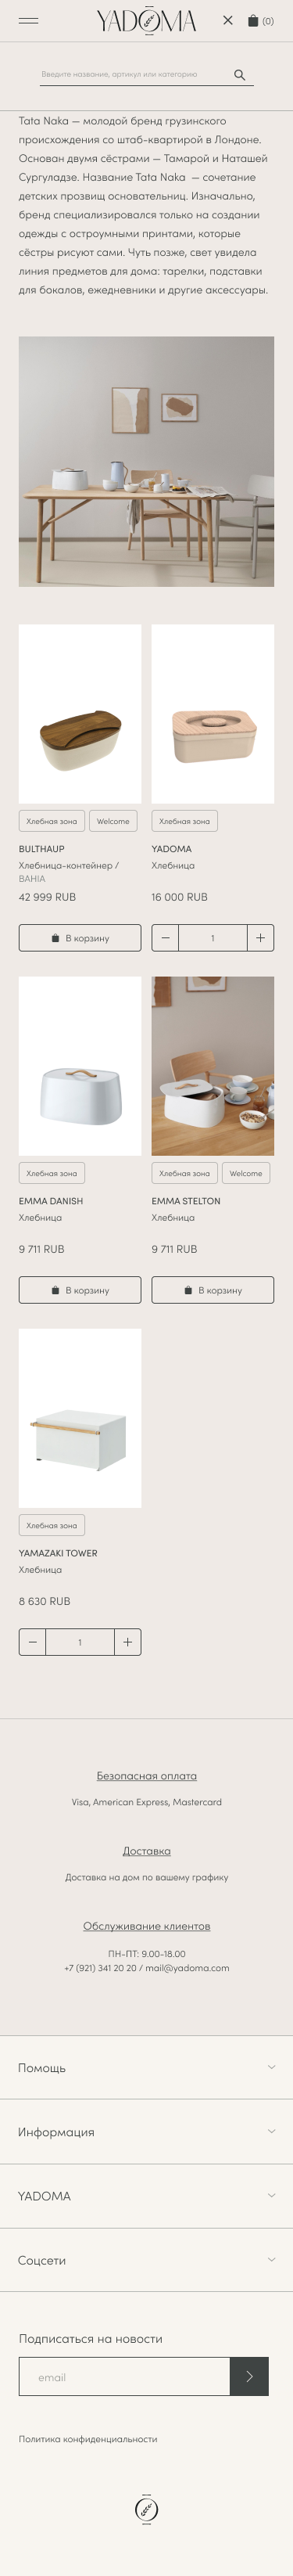 YADOMA
(0)
Введите название, артикул или категорию
Tata Naka — молодой бренд грузинского
происхождения со штаб-квартирой в Лондоне.
Основан двумя сёстрами — Тамарой и Наташей
Сургуладзе. Название Tata Naka — сочетание
детских прозвищ основательниц. Изначально,
бренд специализировался только на создании
одежды с остроумными принтами, которые
сёстры рисуют сами. Чуть позже, свет увидела
линия предметов для дома: тарелки, подставки
для бокалов, ежедневники и другие аксессуары.
Хлебная зона
Welcome
BULTHAUP
Хлебница-контейнер /
BAHIA
42 999 RUB
В корзину
Хлебная зона
YADOMA
Хлебница
16 000 RUB
1
Хлебная зона
EMMA DANISH
Хлебница
9 711 RUB
В корзину
Хлебная зона
Welcome
EMMA STELTON
Хлебница
9 711 RUB
В корзину
Хлебная зона
YAMAZAKI TOWER
Хлебница
8 630 RUB
1
Безопасная оплата
Visa, American Express, Mastercard
Доставка
Доставка на дом по вашему графику
Обслуживание клиентов
ПН-ПТ: 9.00-18.00
+7 (921) 341 20 20 / mail@yadoma.com
Помощь
Информация
YADOMA
Соцсети
Подписаться на новости
email
Политика конфиденциальности